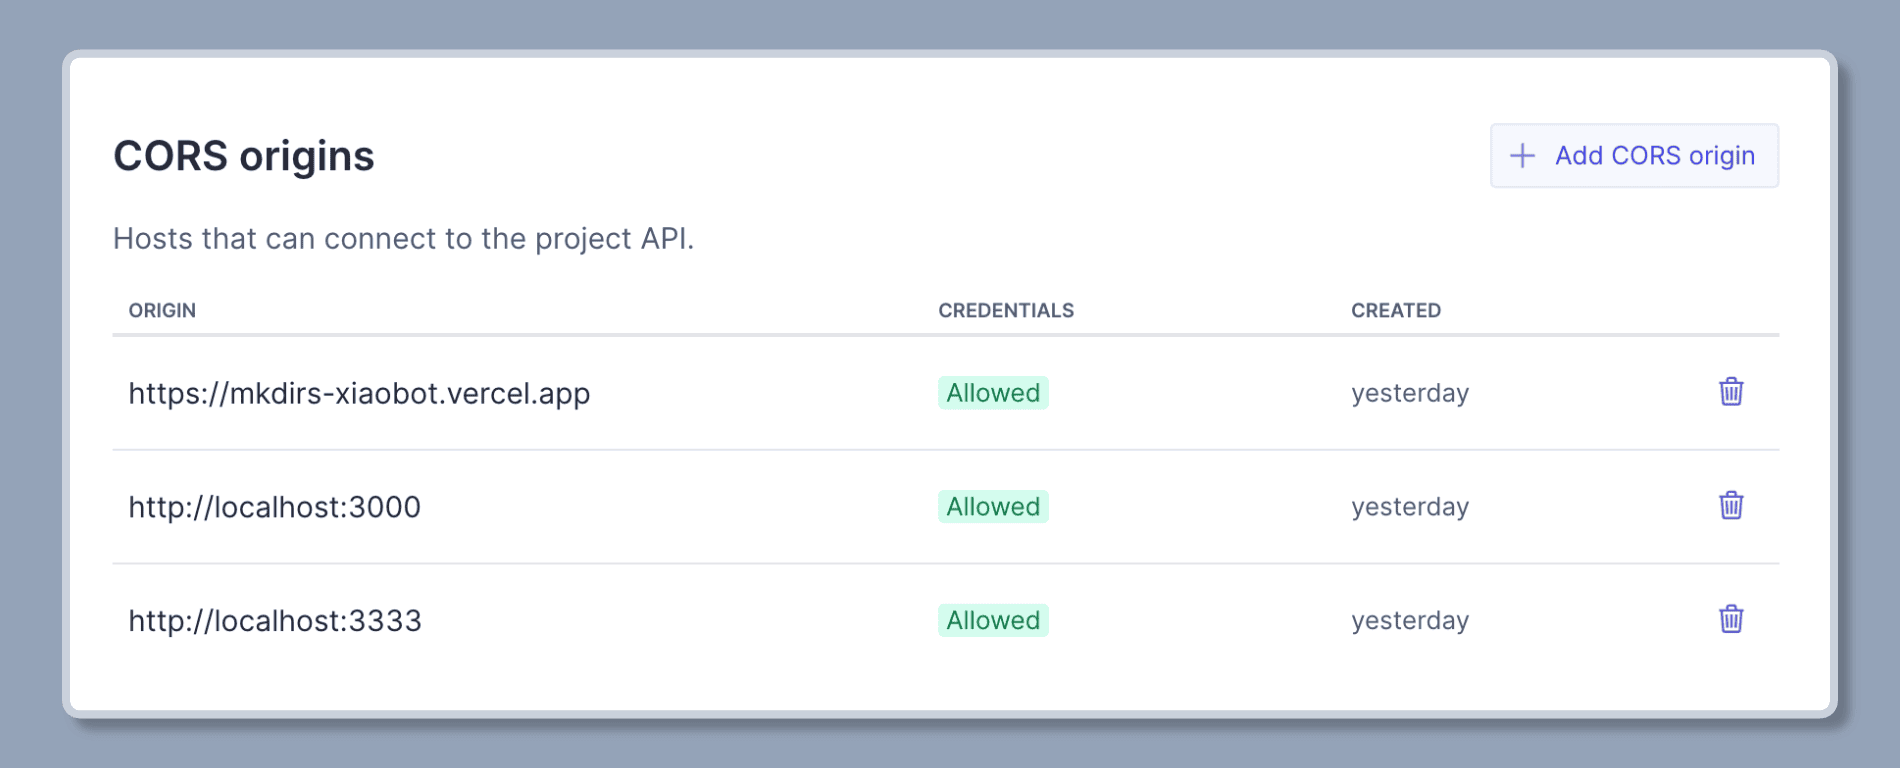 CORS origins
Add CORS origin
Hosts that can connect to the project API.
ORIGIN CREDENTIALS CREATED
https://mkdirs-xiaobot.vercel.app Allowed yesterday
http://localhost:3000 Allowed yesterday
http://localhost:3333 Allowed yesterday